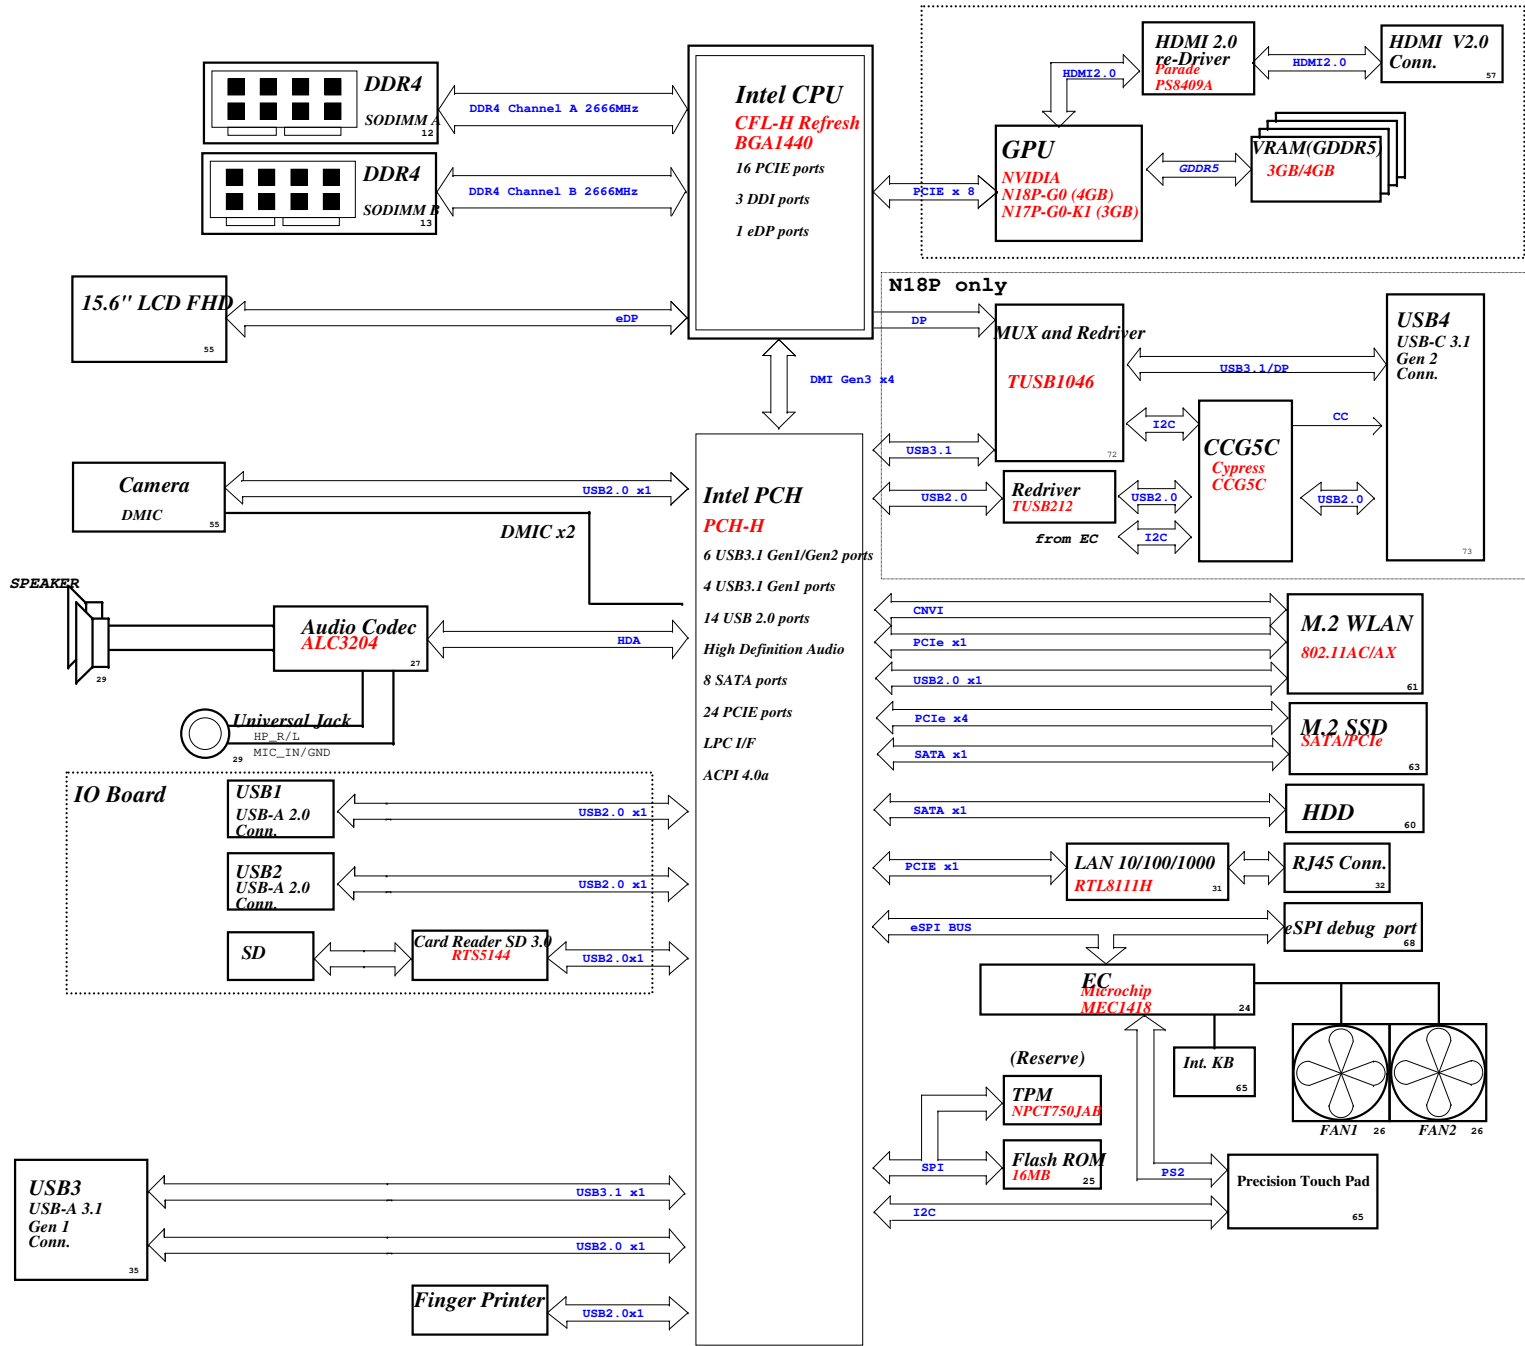 DDR4
SODIMM A
12
DDR4 Channel A 2666MHz
DDR4
SODIMM B
13
DDR4 Channel B 2666MHz
Intel CPU
CFL-H Refresh
BGA1440
16 PCIE ports
3 DDI ports
1 eDP ports
PCIE x 8
GPU
NVIDIA
N18P-G0 (4GB)
N17P-G0-K1 (3GB)
HDMI2.0
HDMI 2.0
re-Driver
Parade
PS8409A
HDMI2.0
HDMI V2.0
Conn.
57
GDDR5
VRAM(GDDR5)
3GB/4GB
15.6" LCD FHD
55
eDP
DP
DMI Gen3 x4
N18P only
MUX and Redriver
TUSB1046
72
USB3.1/DP
USB4
USB-C 3.1
Gen 2
Conn.
73
I2C
CC
CCG5C
Cypress
CCG5C
USB3.1
USB2.0
Redriver
TUSB212
USB2.0
USB2.0
from EC
I2C
Camera
DMIC
55
USB2.0 x1
DMIC x2
Intel PCH
PCH-H
6 USB3.1 Gen1/Gen2 ports
4 USB3.1 Gen1 ports
14 USB 2.0 ports
High Definition Audio
8 SATA ports
24 PCIE ports
LPC I/F
ACPI 4.0a
SPEAKER
29
Audio Codec
ALC3204
27
HDA
Universal Jack
HP_R/L
MIC_IN/GND
29
CNVI
PCIe x1
USB2.0 x1
M.2 WLAN
802.11AC/AX
61
PCIe x4
SATA x1
M.2 SSD
SATA/PCIe
63
SATA x1
HDD
60
IO Board
USB1
USB-A 2.0
Conn.
USB2.0 x1
USB2
USB-A 2.0
Conn.
USB2.0 x1
SD
Card Reader SD 3.0
RTS5144
USB2.0x1
PCIE x1
LAN 10/100/1000
RTL8111H
31
RJ45 Conn.
32
eSPI BUS
eSPI debug port
68
EC
Microchip
MEC1418
24
Int. KB
65
FAN1
26
FAN2
26
(Reserve)
TPM
NPCT750JAB
SPI
Flash ROM
16MB
25
PS2
I2C
Precision Touch Pad
65
USB3
USB-A 3.1
Gen 1
Conn.
35
USB3.1 x1
USB2.0 x1
Finger Printer
USB2.0x1